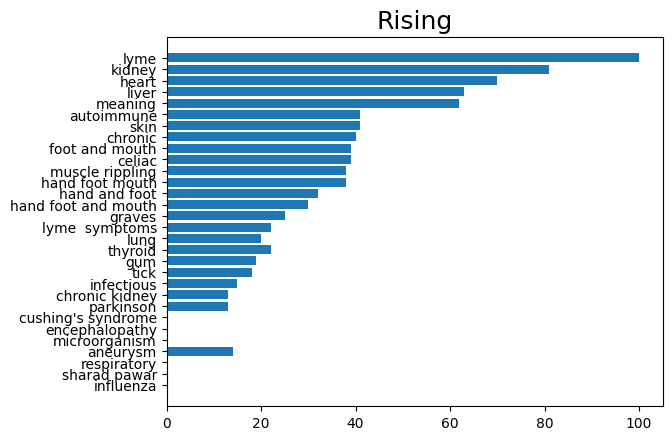 Rising
lyme
kidney
heart
liver
meaning
autoimmune
skin
chronic
foot and mouth
celiac
muscle rippling
hand foot mouth
hand and foot
hand foot and mouth
graves
lyme  symptoms
lung
thyroid
gum
tick
infectious
chronic kidney
parkinson
cushing's syndrome
encephalopathy
microorganism
aneurysm
respiratory
sharad pawar
influenza
0 20 40 60 80 100